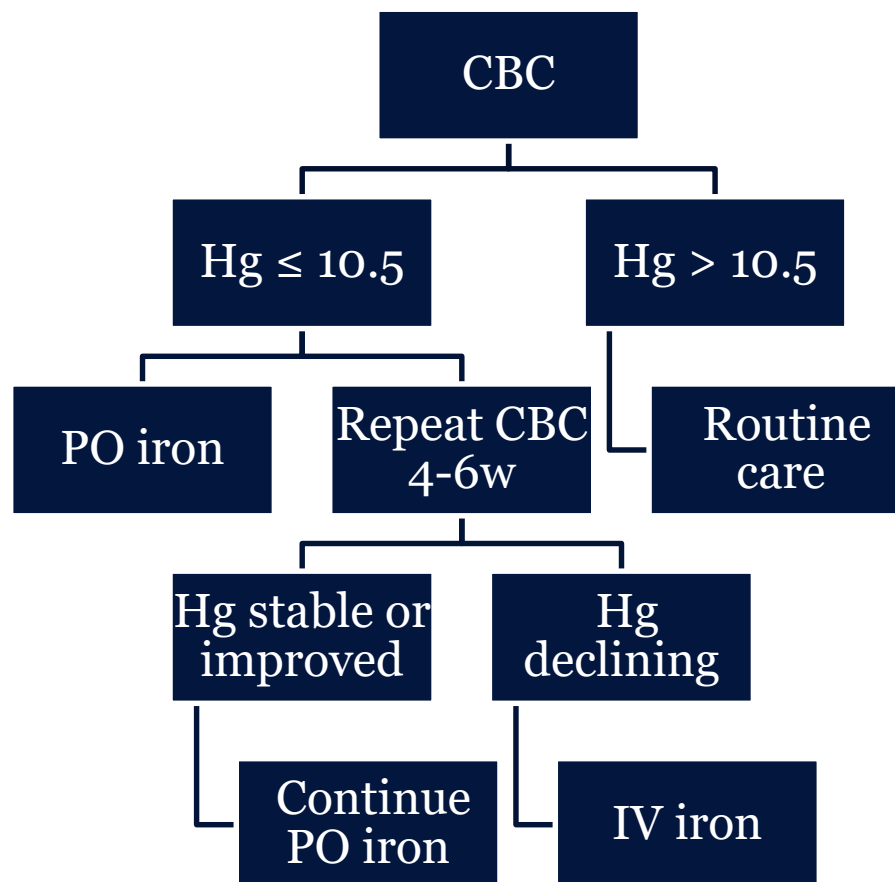 CBC
Hg ≤ 10.5
Hg > 10.5
PO iron
Repeat CBC
4-6w
Routine
care
Hg stable or
improved
Hg
declining
Continue
PO iron
IV iron